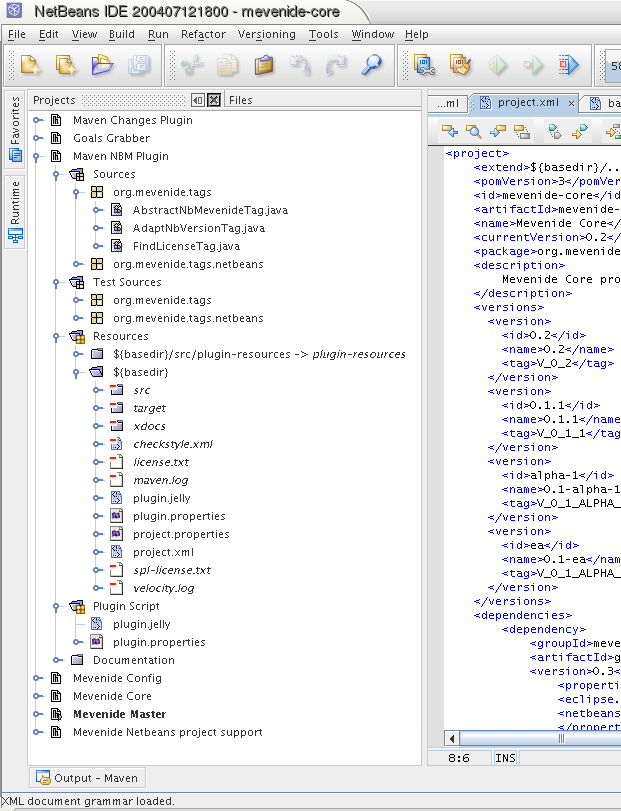 NetBeans IDE 200407121800 - mevenide-core
File Edit View Build Run Refactor Versioning Tools Window Help
58
Favorites
Runtime
Projects
Files
Maven Changes Plugin
Goals Grabber
Maven NBM Plugin
Sources
org.mevenide.tags
AbstractNbMevenideTag.java
AdaptNbVersionTag.java
FindLicenseTag.java
org.mevenide.tags.netbeans
Test Sources
org.mevenide.tags
org.mevenide.tags.netbeans
Resources
${basedir}/src/plugin-resources -> plugin-resources
${basedir}
src
target
xdocs
checkstyle.xml
license.txt
maven.log
plugin.jelly
plugin.properties
project.properties
project.xml
spl-license.txt
velocity.log
Plugin Script
plugin.jelly
plugin.properties
Documentation
Mevenide Config
Mevenide Core
Mevenide Master
Mevenide Netbeans project support
...ml project.xml × ba
<project>
<extend>${basedir}/..
<pomVersion>3</pomVer
<id>mevenide-core</id
<artifactId>mevenide-
<name>Mevenide Core</
<currentVersion>0.2</
<package>org.mevenide
<description>
Mevenide Core pro
</description>
<versions>
<version>
<id>0.2</id>
<name>0.2</name>
<tag>V_0_2</tag>
</version>
<version>
<id>0.1.1</id>
<name>0.1.1</name>
<tag>V_0_1_1</tag>
</version>
<version>
<id>alpha-1</id>
<name>0.1-alpha-1
<tag>V_0_1_ALPHA_
</version>
<version>
<id>ea</id>
<name>0.1-ea</name
<tag>V_0_1_ALPHA_
</version>
</versions>
<dependencies>
<dependency>
<groupId>meve
<artifactId>g
<version>0.3<
<properti
<eclipse.
<netbeans
</propert
8:6 INS
Output - Maven
XML document grammar loaded.